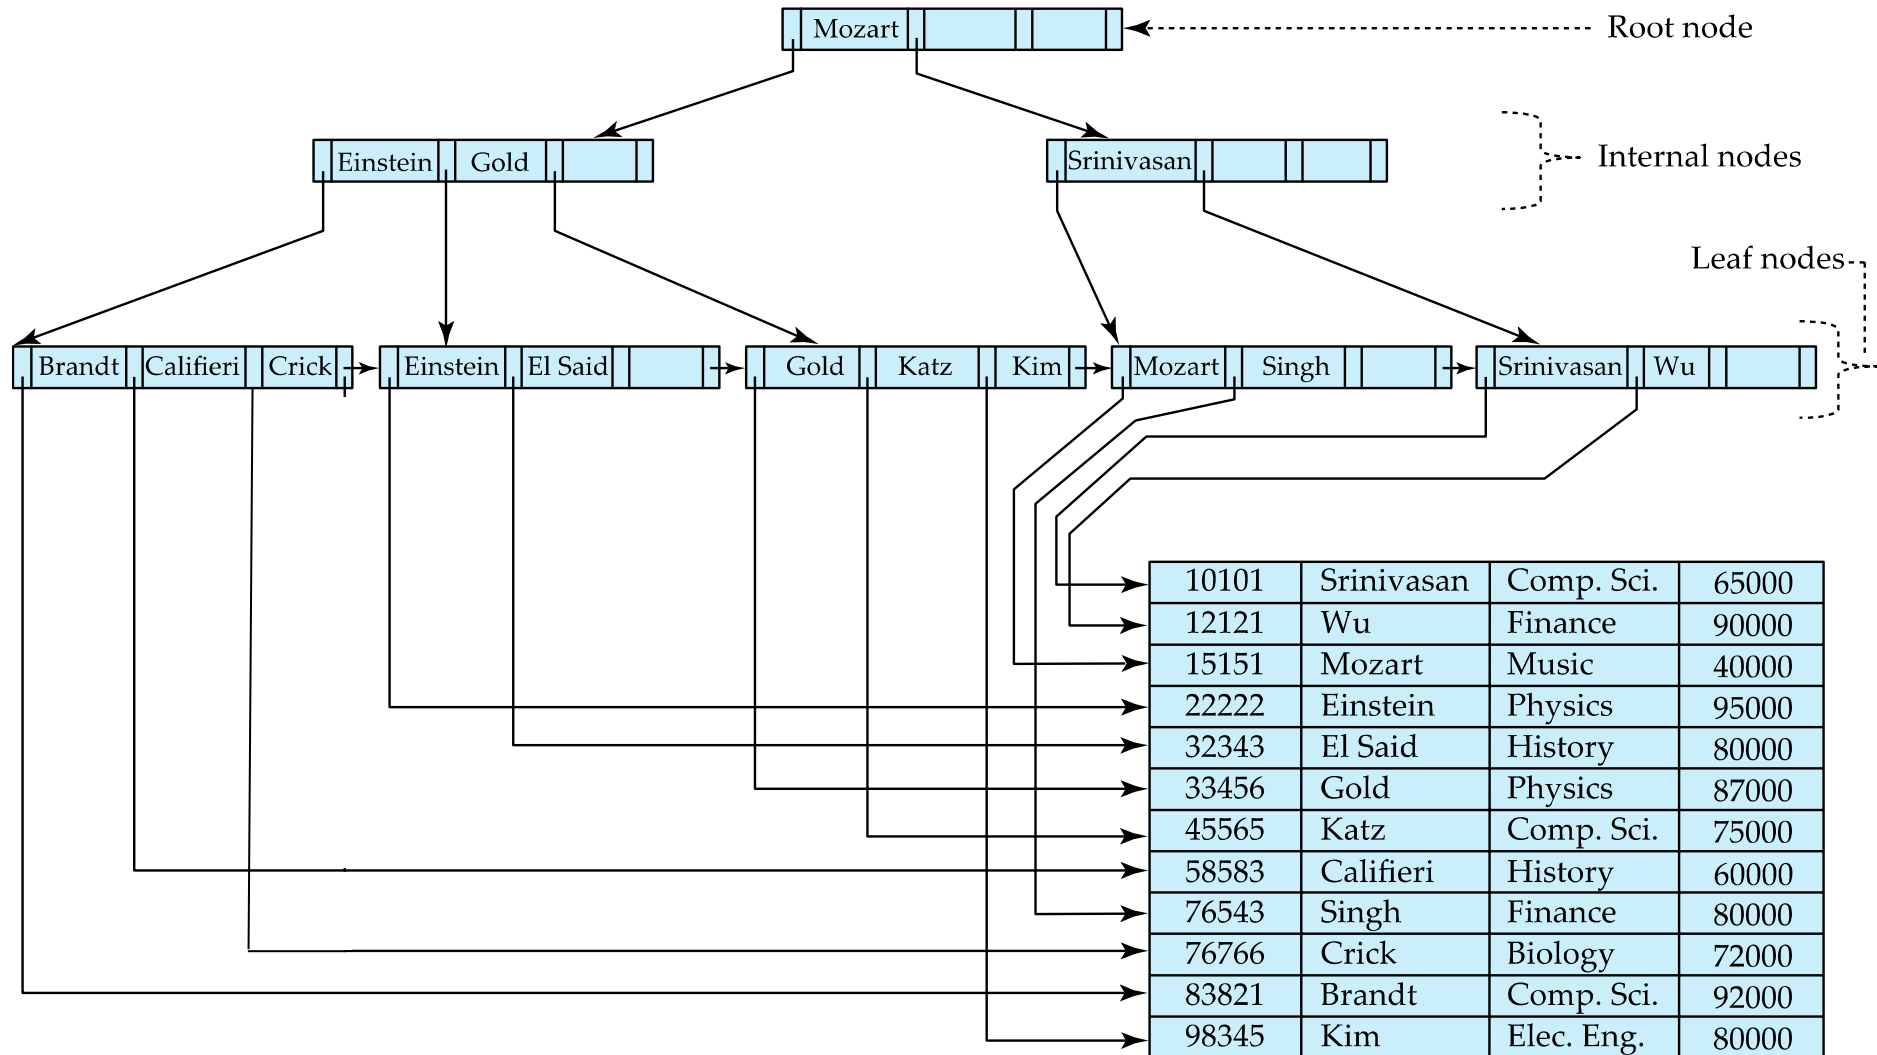 Mozart
Root node
Einstein Gold
Srinivasan
Internal nodes
Leaf nodes
Brandt Califieri Crick
Einstein El Said
Gold Katz Kim
Mozart Singh
Srinivasan Wu
10101 Srinivasan Comp. Sci. 65000
12121 Wu Finance 90000
15151 Mozart Music 40000
22222 Einstein Physics 95000
32343 El Said History 80000
33456 Gold Physics 87000
45565 Katz Comp. Sci. 75000
58583 Califieri History 60000
76543 Singh Finance 80000
76766 Crick Biology 72000
83821 Brandt Comp. Sci. 92000
98345 Kim Elec. Eng. 80000